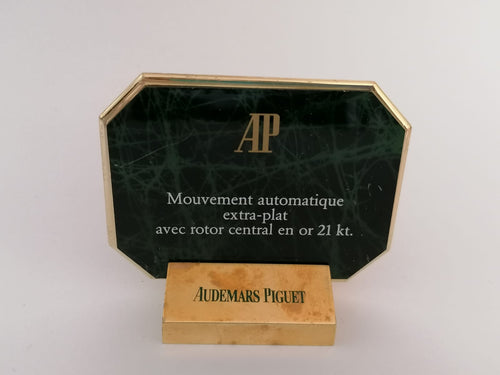 AP
Mouvement automatique
extra-plat
avec rotor central en or 21 kt.
AUDEMARS PIGUET